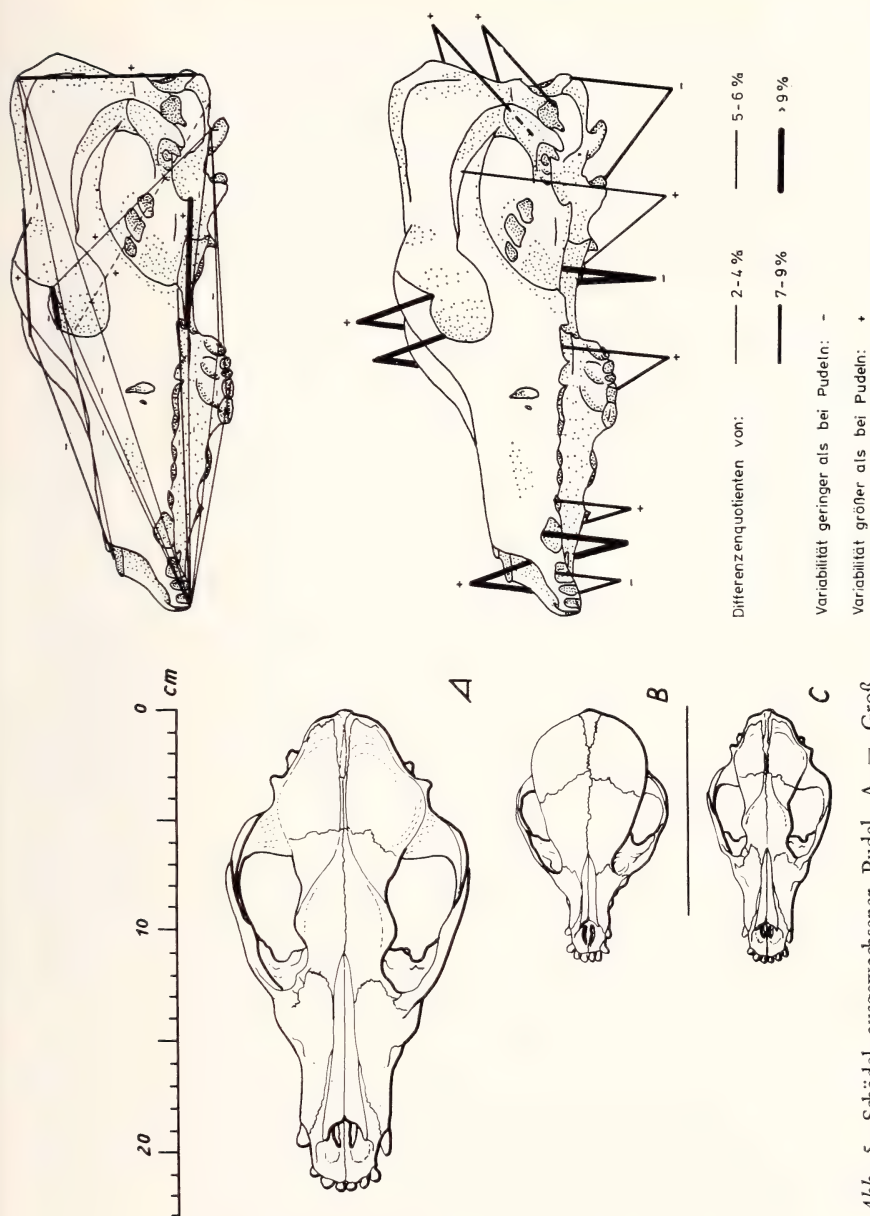 +
+
+
+
-
-
-
+
+
+
+
-
+
+
-
+
-
+
-
Differenzenquotienten von:
2-4% 5-6%
7-9% >9%
Variabilität geringer als bei Pudeln: -
Variabilität größer als bei Pudeln: +
0 10 20 cm
A
B
C
Abb. 5. Schädel ausgewachsener Pudel. A = Groß